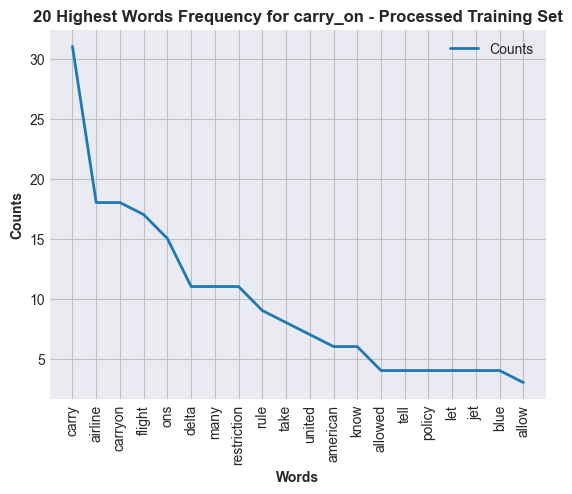 20 Highest Words Frequency for carry_on - Processed Training Set
Counts
Counts
30
25
20
15
10
5
carry
airline
carryon
flight
ons
delta
many
restriction
rule
take
united
american
know
allowed
tell
policy
let
jet
blue
allow
Words